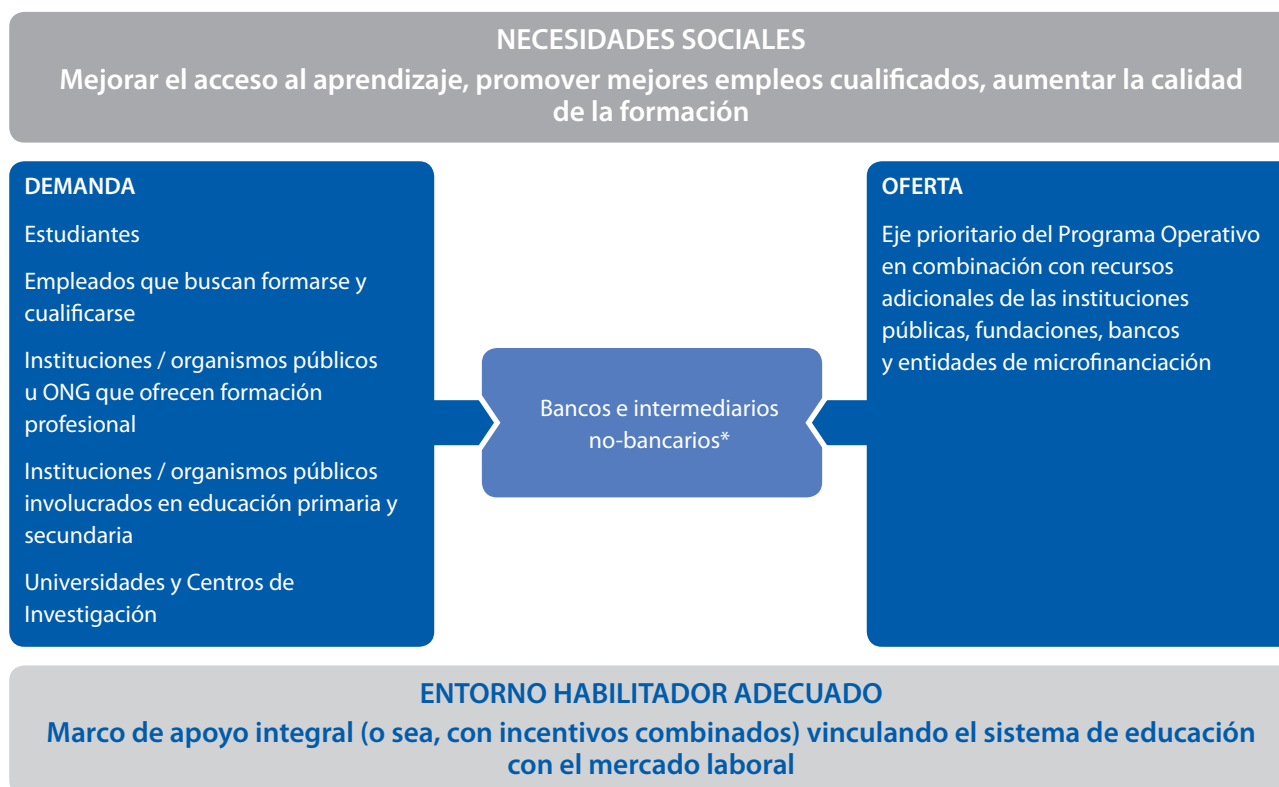 NECESIDADES SOCIALES
Mejorar el acceso al aprendizaje, promover mejores empleos cualificados, aumentar la calidad
de la formación
DEMANDA
Estudiantes
Empleados que buscan formarse y
cualificarse
Instituciones / organismos públicos
u ONG que ofrecen formación
profesional
Instituciones / organismos públicos
involucrados en educación primaria y
secundaria
Universidades y Centros de
Investigación
Bancos e intermediarios
no-bancarios*
OFERTA
Eje prioritario del Programa Operativo
en combinación con recursos
adicionales de las instituciones
públicas, fundaciones, bancos
y entidades de microfinanciación
ENTORNO HABILITADOR ADECUADO
Marco de apoyo integral (o sea, con incentivos combinados) vinculando el sistema de educación
con el mercado laboral